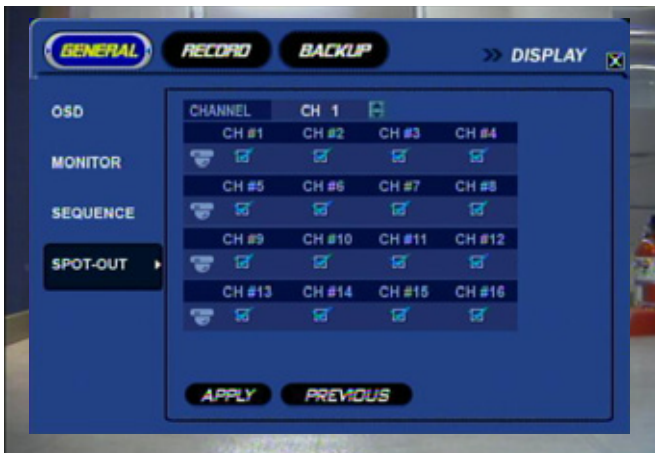 GENERAL RECORD BACKUP >> DISPLAY X
OSD
MONITOR
SEQUENCE
SPOT-OUT
CHANNEL CH 1
CH #1 CH #2 CH #3 CH #4
CH #5 CH #6 CH #7 CH #8
CH #9 CH #10 CH #11 CH #12
CH #13 CH #14 CH #15 CH #16
APPLY PREVIOUS